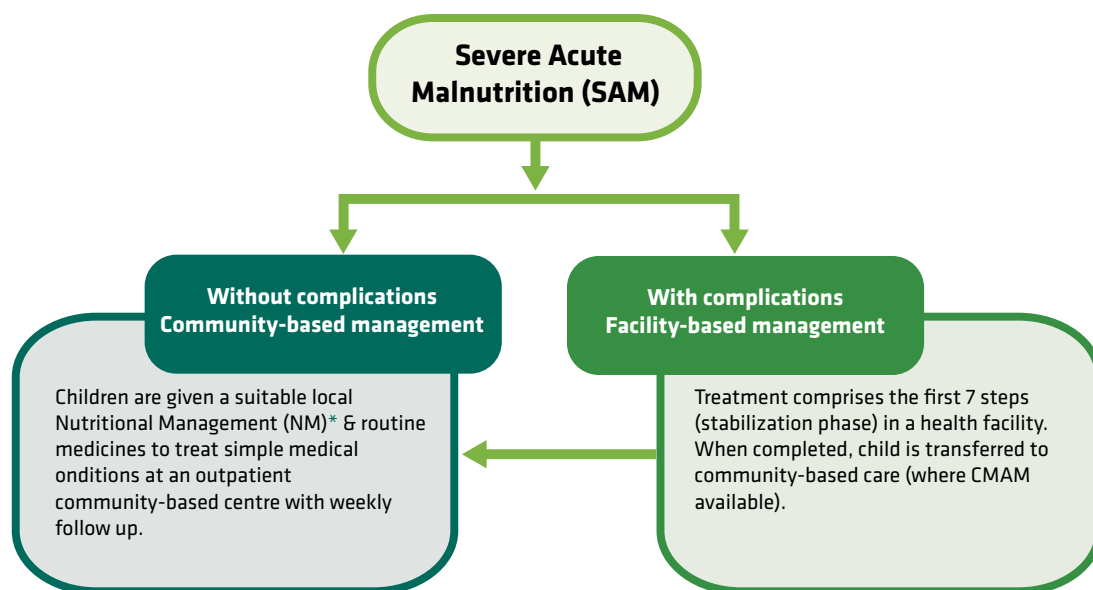 Severe Acute
Malnutrition (SAM)
Without complications
Community-based management
Children are given a suitable local
Nutritional Management (NM)* & routine
medicines to treat simple medical
onditions at an outpatient
community-based centre with weekly
follow up.
With complications
Facility-based management
Treatment comprises the first 7 steps
(stabilization phase) in a health facility.
When completed, child is transferred to
community-based care (where CMAM
available).